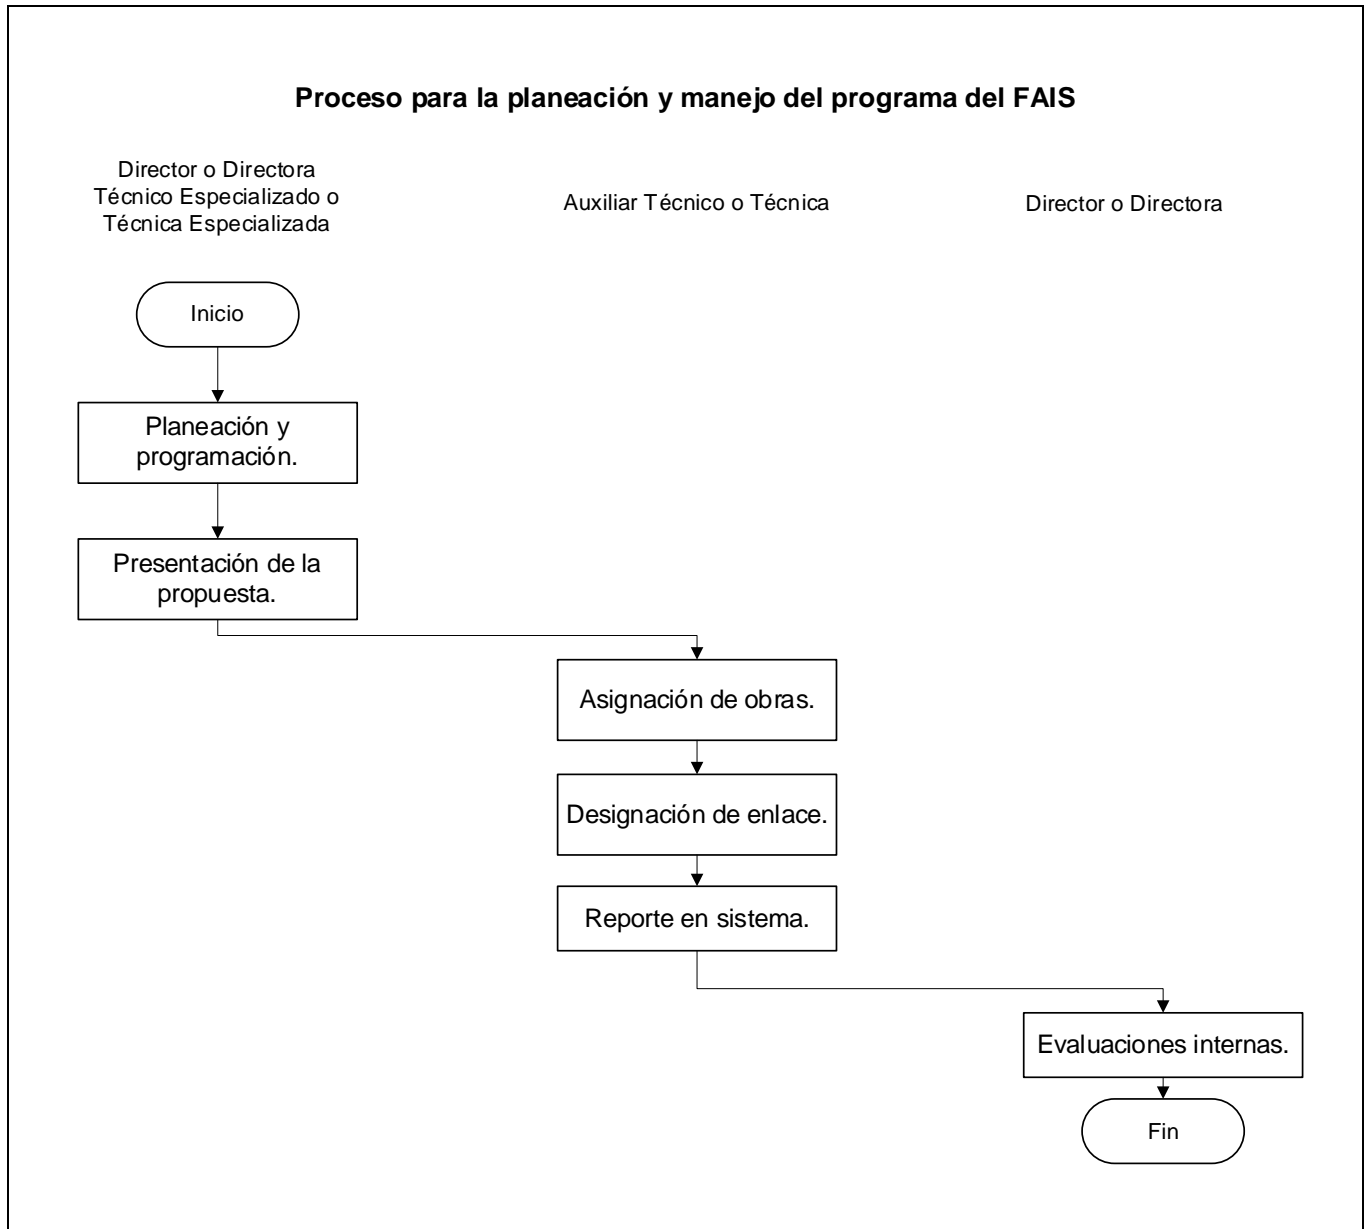 Proceso para la planeación y manejo del programa del FAIS
Director o Directora
Técnico Especializado o
Técnica Especializada
Auxiliar Técnico o Técnica
Director o Directora
Inicio
Planeación y
programación.
Presentación de la
propuesta.
Asignación de obras.
Designación de enlace.
Reporte en sistema.
Evaluaciones internas.
Fin